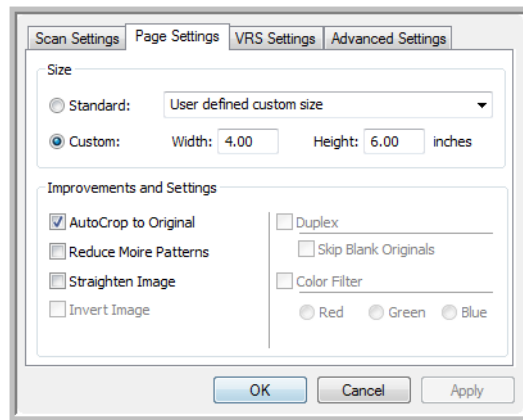 Scan Settings Page Settings VRS Settings Advanced Settings
Size
Standard: User defined custom size
Custom: Width: 4.00 Height: 6.00 inches
Improvements and Settings
AutoCrop to Original Duplex
Reduce Moire Patterns Skip Blank Originals
Straighten Image Color Filter
Invert Image Red Green Blue
OK Cancel Apply